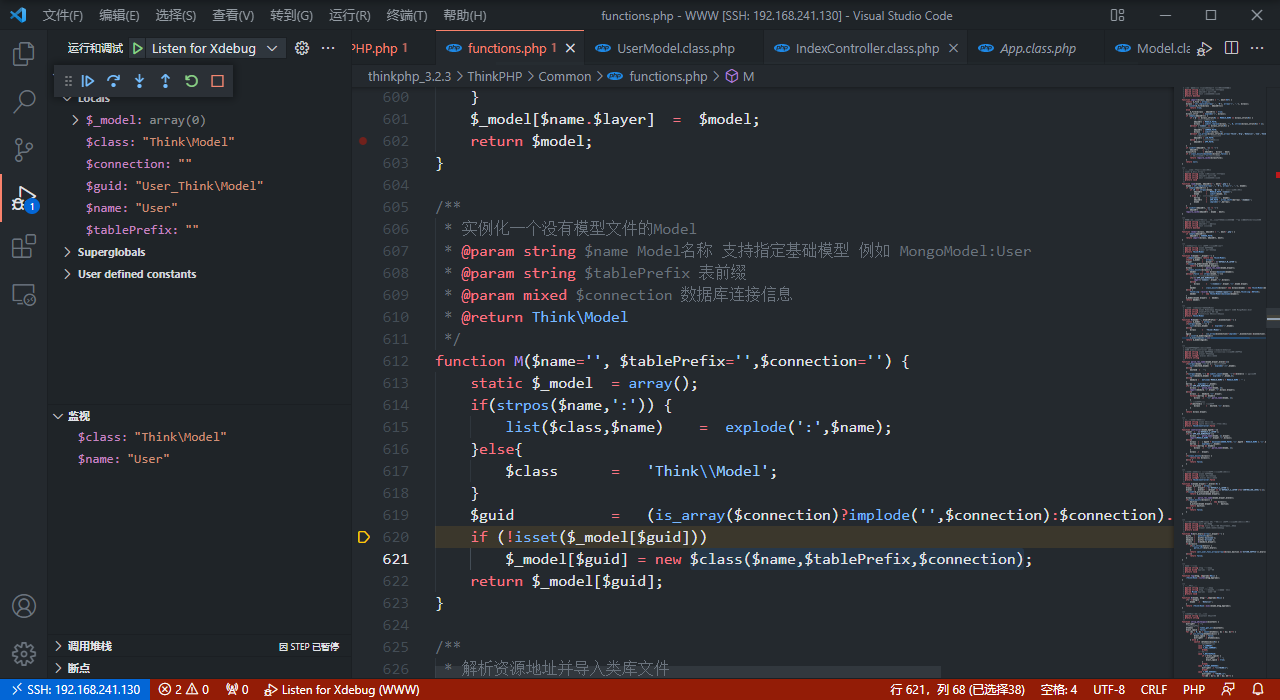 文件(F) 编辑(E) 选择(S) 查看(V) 转到(G) 运行(R) 终端(T) 帮助(H) functions.php - WWW [SSH: 192.168.241.130] - Visual Studio Code
运行和调试 Listen for Xdebug PHP.php 1 functions.php 1 UserModel.class.php IndexController.class.php App.class.php Model.cla
thinkphp_3.2.3 > ThinkPHP > Common > functions.php > M
Locals
$_model: array(0)
$class: "Think\Model"
$connection: ""
$guid: "User_Think\Model"
$name: "User"
$tablePrefix: ""
Superglobals
User defined constants
1
监视
$class: "Think\Model"
$name: "User"
调用堆栈 因 STEP 已暂停
断点
600 }
601 $_model[$name.$layer] = $model;
602 return $model;
603 }
604
605 /**
606 * 实例化一个没有模型文件的Model
607 * @param string $name Model名称 支持指定基础模型 例如 MongoModel:User
608 * @param string $tablePrefix 表前缀
609 * @param mixed $connection 数据库连接信息
610 * @return Think\Model
611 */
612 function M($name='', $tablePrefix='',$connection='') {
613 static $_model = array();
614 if(strpos($name,':')) {
615 list($class,$name) = explode(':',$name);
616 }else{
617 $class = 'Think\\Model';
618 }
619 $guid = (is_array($connection)?implode('',$connection):$connection).
620 if (!isset($_model[$guid]))
621 $_model[$guid] = new $class($name,$tablePrefix,$connection);
622 return $_model[$guid];
623 }
624
625 /**
626 * 解析资源地址并导入类库文件
SSH: 192.168.241.130 2 0 0 Listen for Xdebug (WWW) 行 621，列 68 (已选择38) 空格: 4 UTF-8 CRLF PHP